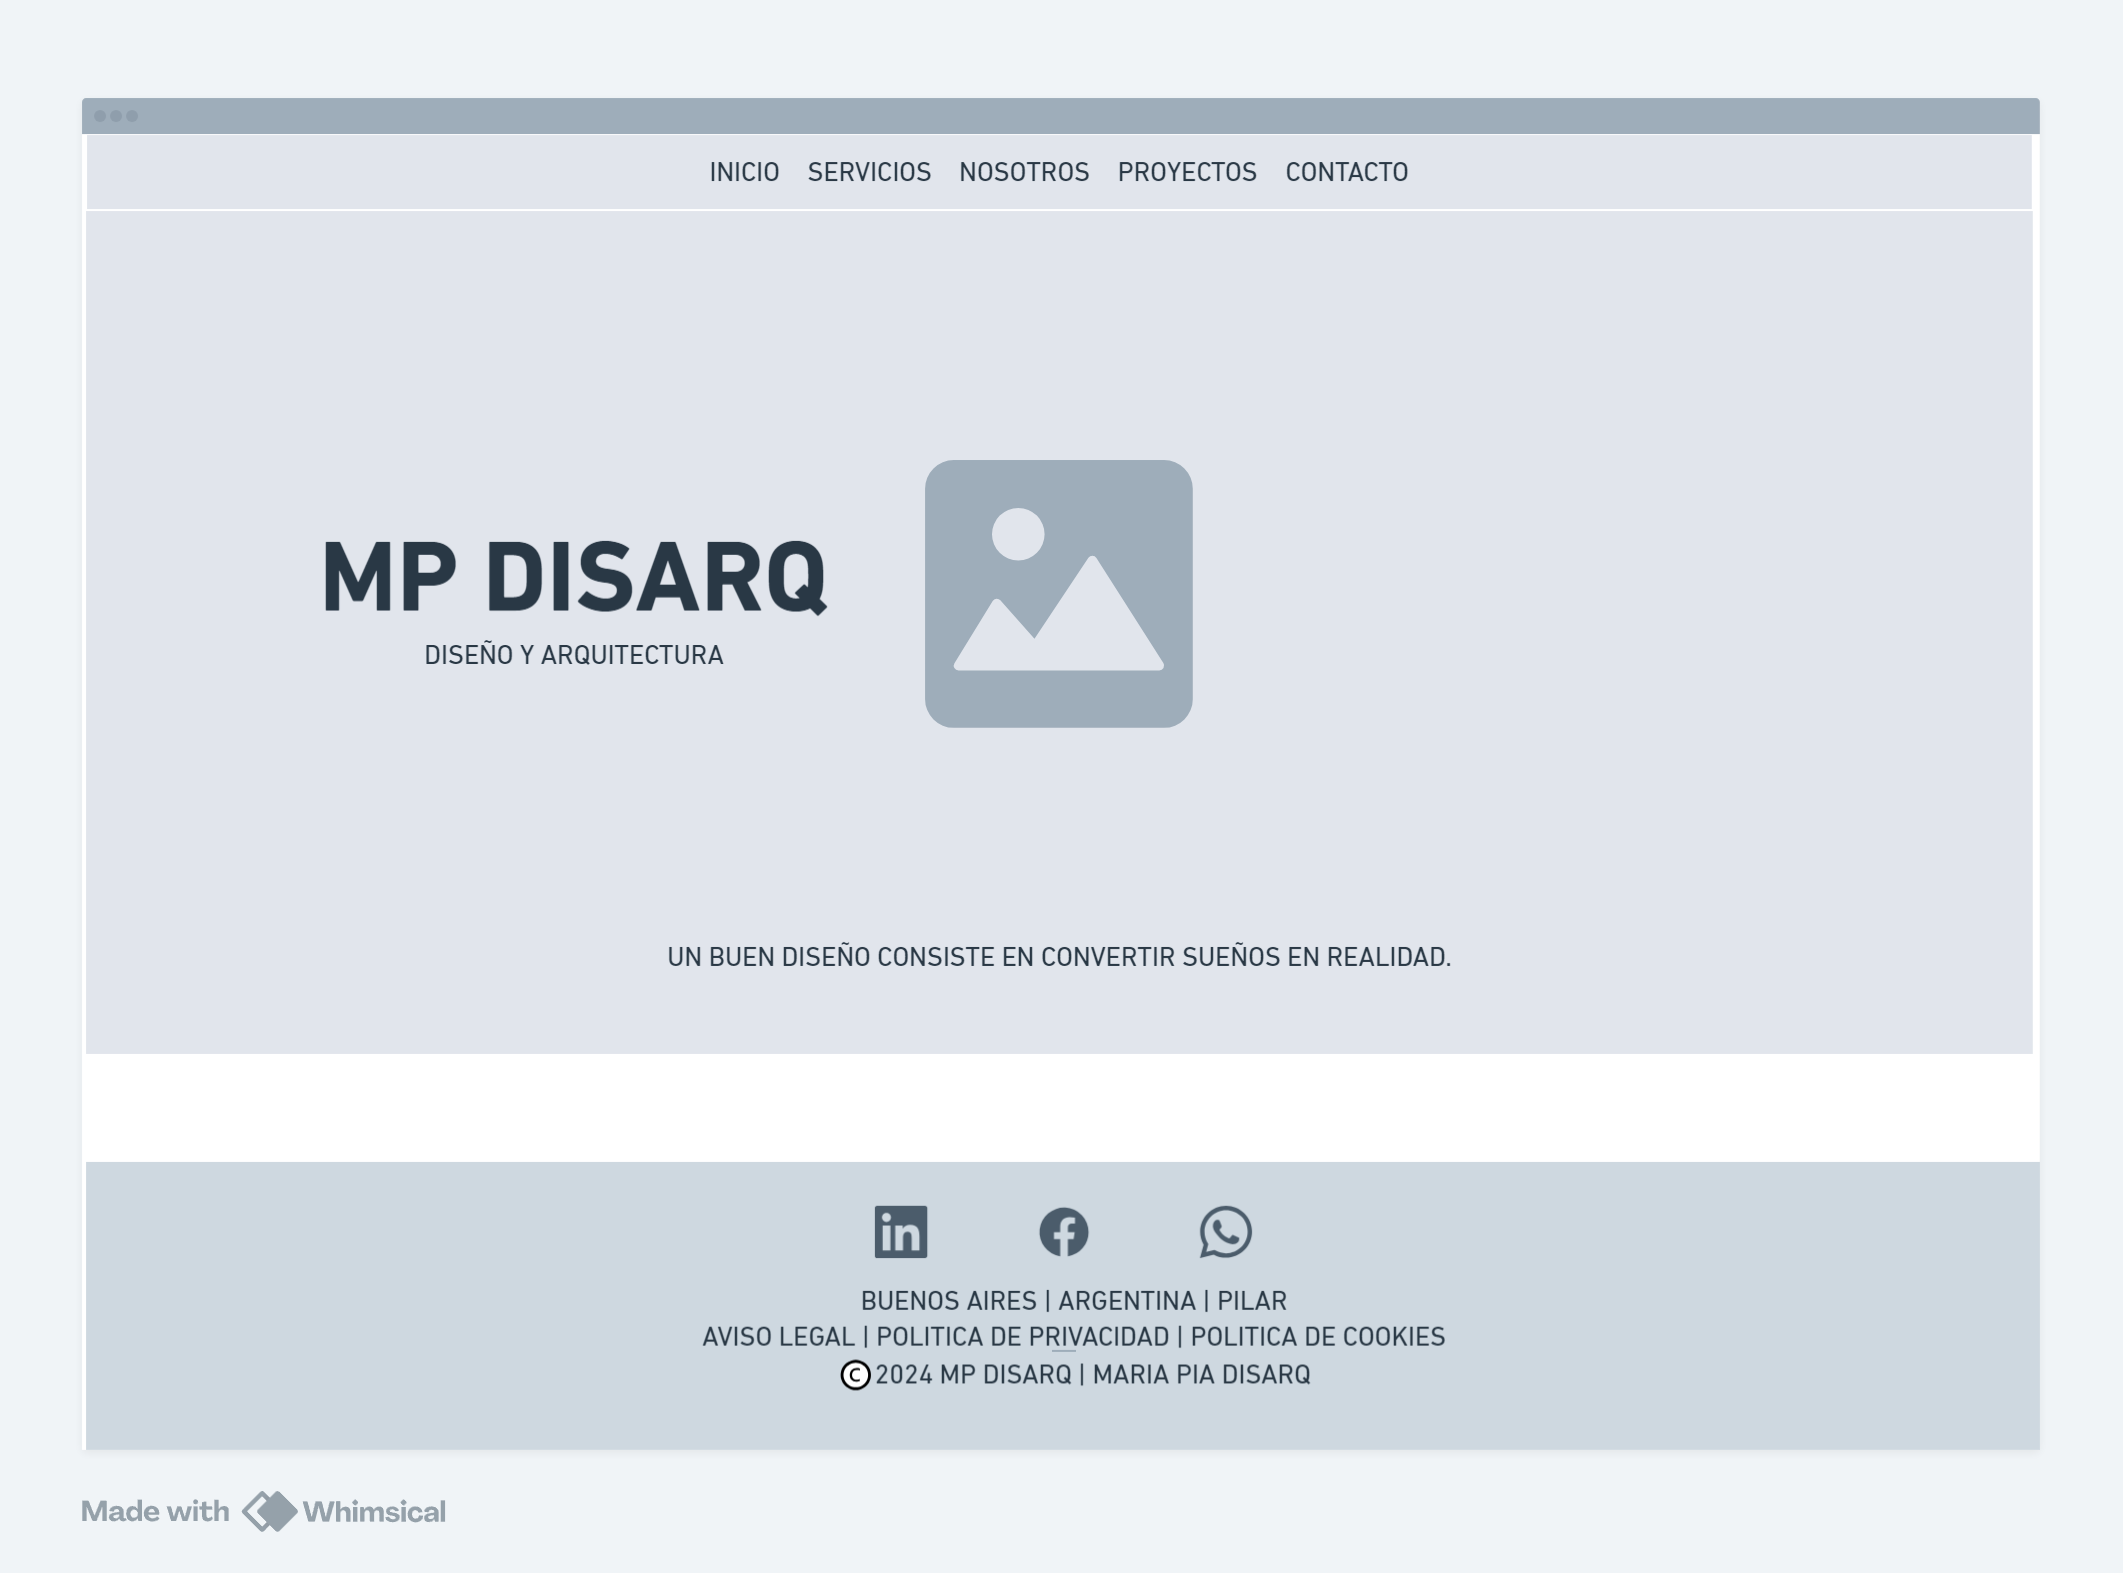 INICIO SERVICIOS NOSOTROS PROYECTOS CONTACTO
MP DISARQ
DISEÑO Y ARQUITECTURA
UN BUEN DISEÑO CONSISTE EN CONVERTIR SUEÑOS EN REALIDAD.
in f
BUENOS AIRES | ARGENTINA | PILAR
AVISO LEGAL | POLITICA DE PRIVACIDAD | POLITICA DE COOKIES
© 2024 MP DISARQ | MARIA PIA DISARQ
Made with Whimsical